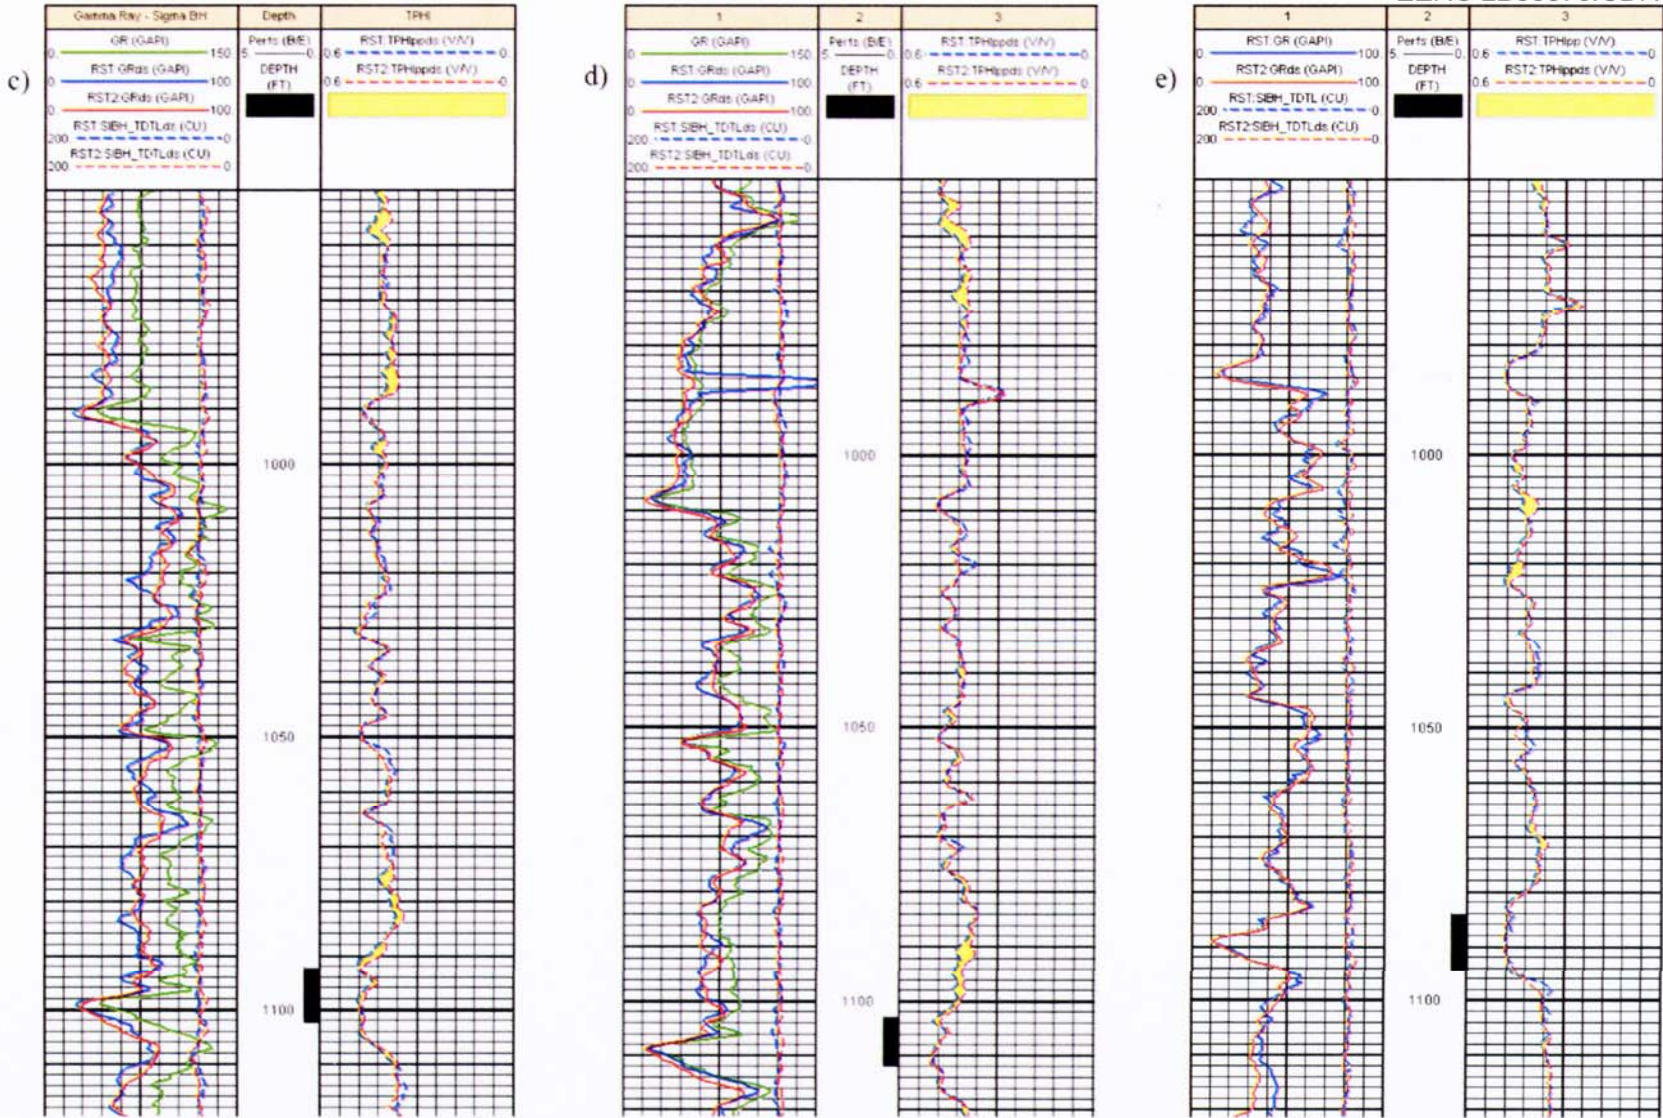 c)
Gamma Ray - Sigma BH
Depth
TPHI
0. GR (GAPI) 150
0. RST:GRds (GAPI) 100
0. RST2:GRds (GAPI) 100
200. RST:SIBH_TDTLds (CU) 0.
200. RST2:SIBH_TDTLds (CU) 0.
5. Perfs (B/E) 0.
DEPTH
(FT)
0.6 RST:TPHIppds (V/V) 0.
0.6 RST2:TPHIppds (V/V) 0.
1000
1050
1100
d)
1
2
3
0. GR (GAPI) 150
0. RST:GRds (GAPI) 100
0. RST2:GRds (GAPI) 100
200. RST:SIBH_TDTLds (CU) 0.
200. RST2:SIBH_TDTLds (CU) 0.
5. Perfs (B/E) 0.
DEPTH
(FT)
0.6 RST:TPHIppds (V/V) 0.
0.6 RST2:TPHIppds (V/V) 0.
1000
1050
1100
e)
1
2
3
0. RST:GR (GAPI) 100
0. RST2:GRds (GAPI) 100
200. RST:SIBH_TDTL (CU) 0.
200. RST2:SIBH_TDTLds (CU) 0.
5. Perfs (B/E) 0.
DEPTH
(FT)
0.6 RST:TPHIpp (V/V) 0.
0.6 RST2:TPHIppds (V/V) 0.
1000
1050
1100